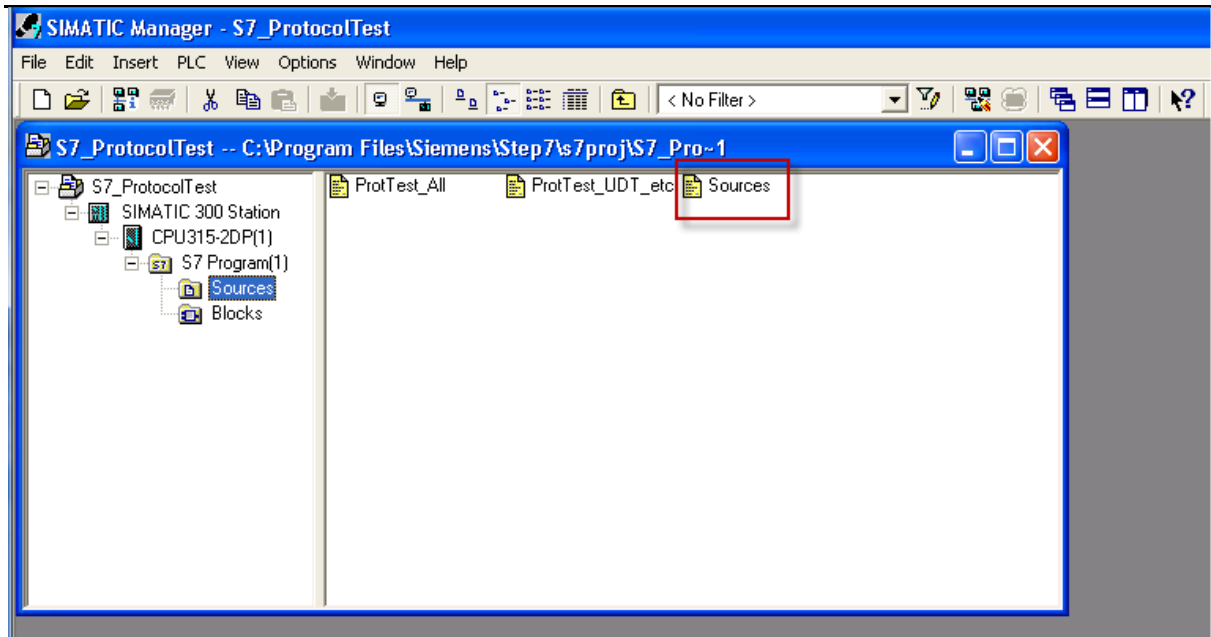 SIMATIC Manager - S7_ProtocolTest
File Edit Insert PLC View Options Window Help
< No Filter >
S7_ProtocolTest -- C:\Program Files\Siemens\Step7\s7proj\S7_Pro~1
S7_ProtocolTest
SIMATIC 300 Station
CPU315-2DP(1)
S7 Program(1)
Sources
Blocks
ProtTest_All ProtTest_UDT_etc Sources